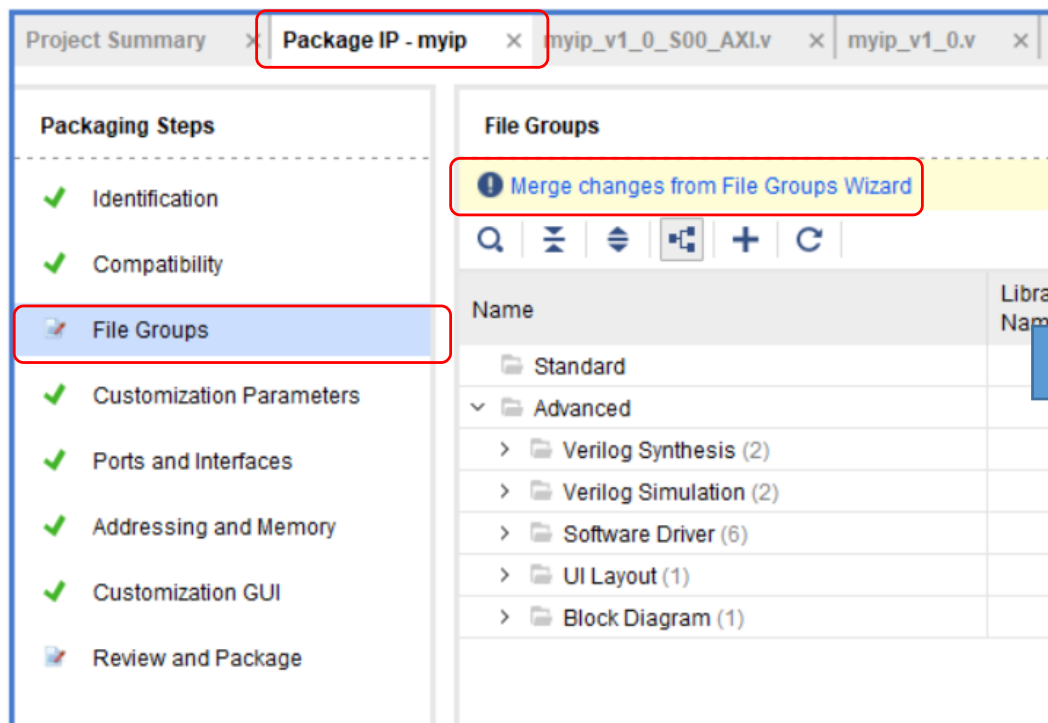 Project Summary
Package IP - myip
myip_v1_0_S00_AXI.v
myip_v1_0.v
Packaging Steps
Identification
Compatibility
File Groups
Customization Parameters
Ports and Interfaces
Addressing and Memory
Customization GUI
Review and Package
File Groups
Merge changes from File Groups Wizard
Name
Standard
Advanced
Verilog Synthesis (2)
Verilog Simulation (2)
Software Driver (6)
UI Layout (1)
Block Diagram (1)